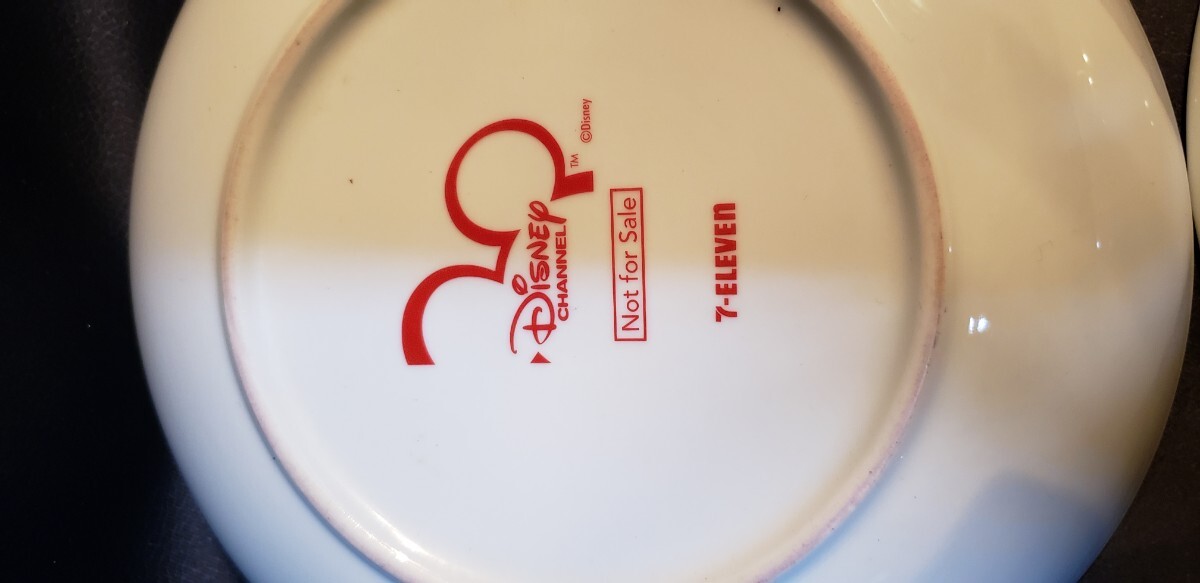 Disney
CHANNEL
TM
©Disney
Not for Sale
7-ELEVEn